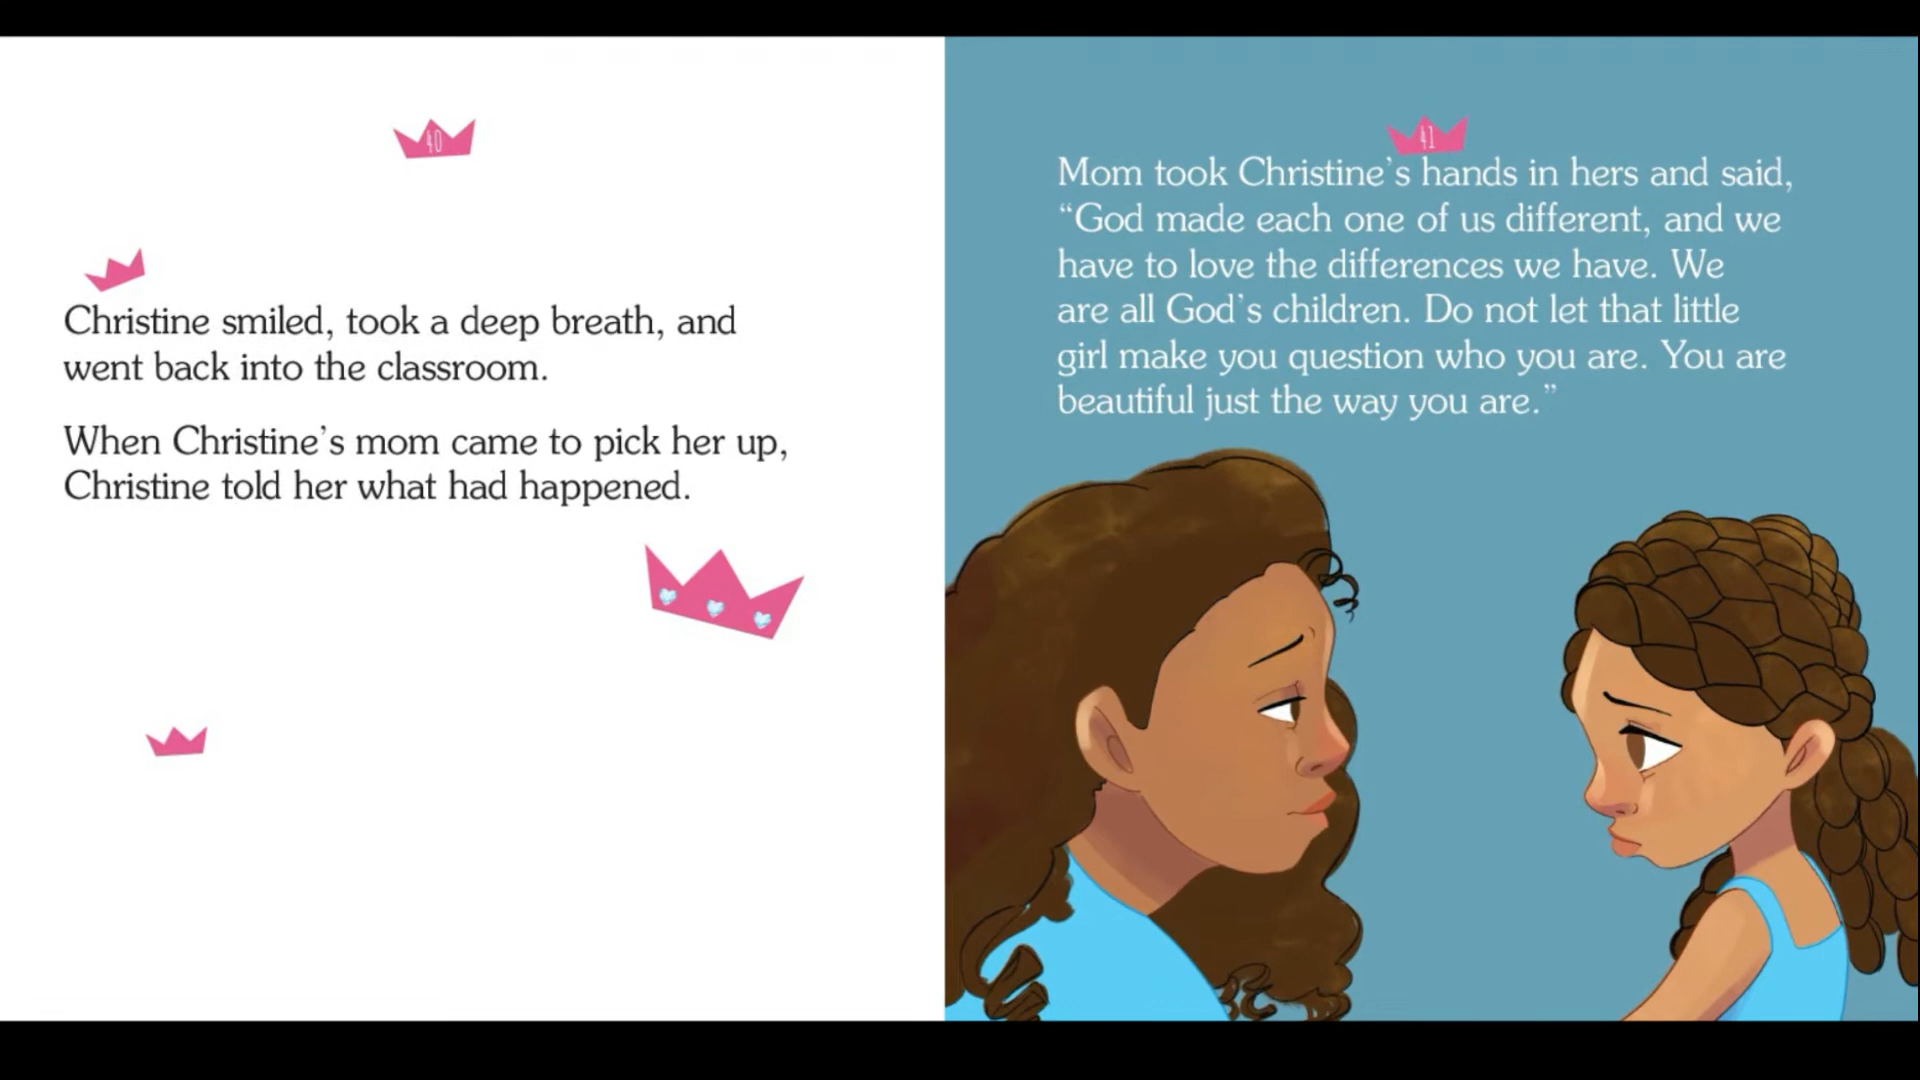 40
Christine smiled, took a deep breath, and
went back into the classroom.
When Christine's mom came to pick her up,
Christine told her what had happened.
41
Mom took Christine's hands in hers and said,
“God made each one of us different, and we
have to love the differences we have. We
are all God's children. Do not let that little
girl make you question who you are. You are
beautiful just the way you are.”